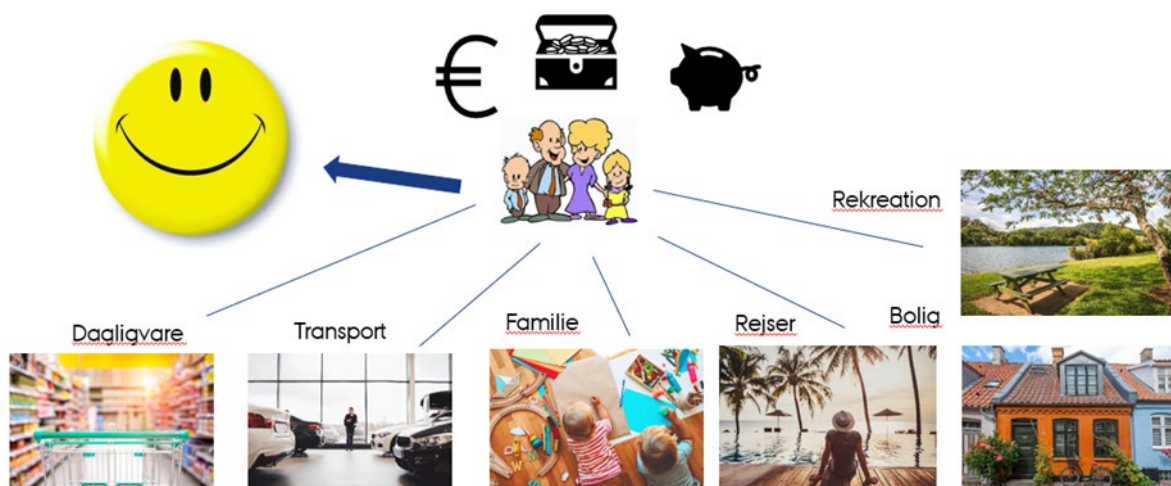 €
Rekreation
Dagligvare
Transport
Familie
Rejser
Bolig